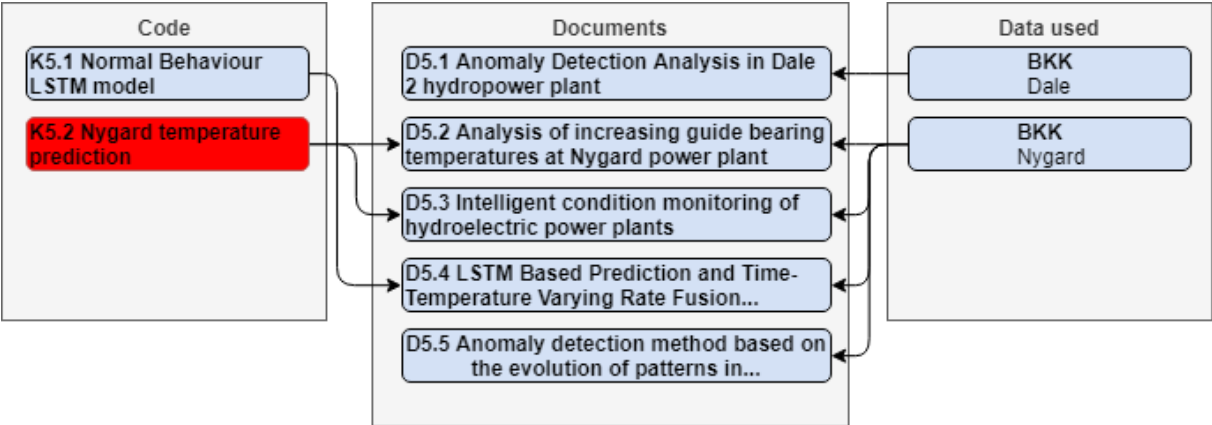 Code
K5.1 Normal Behaviour
LSTM model
K5.2 Nygard temperature
prediction
Documents
D5.1 Anomaly Detection Analysis in Dale
2 hydropower plant
D5.2 Analysis of increasing guide bearing
temperatures at Nygard power plant
D5.3 Intelligent condition monitoring of
hydroelectric power plants
D5.4 LSTM Based Prediction and Time-
Temperature Varying Rate Fusion...
D5.5 Anomaly detection method based on
the evolution of patterns in...
Data used
BKK
Dale
BKK
Nygard